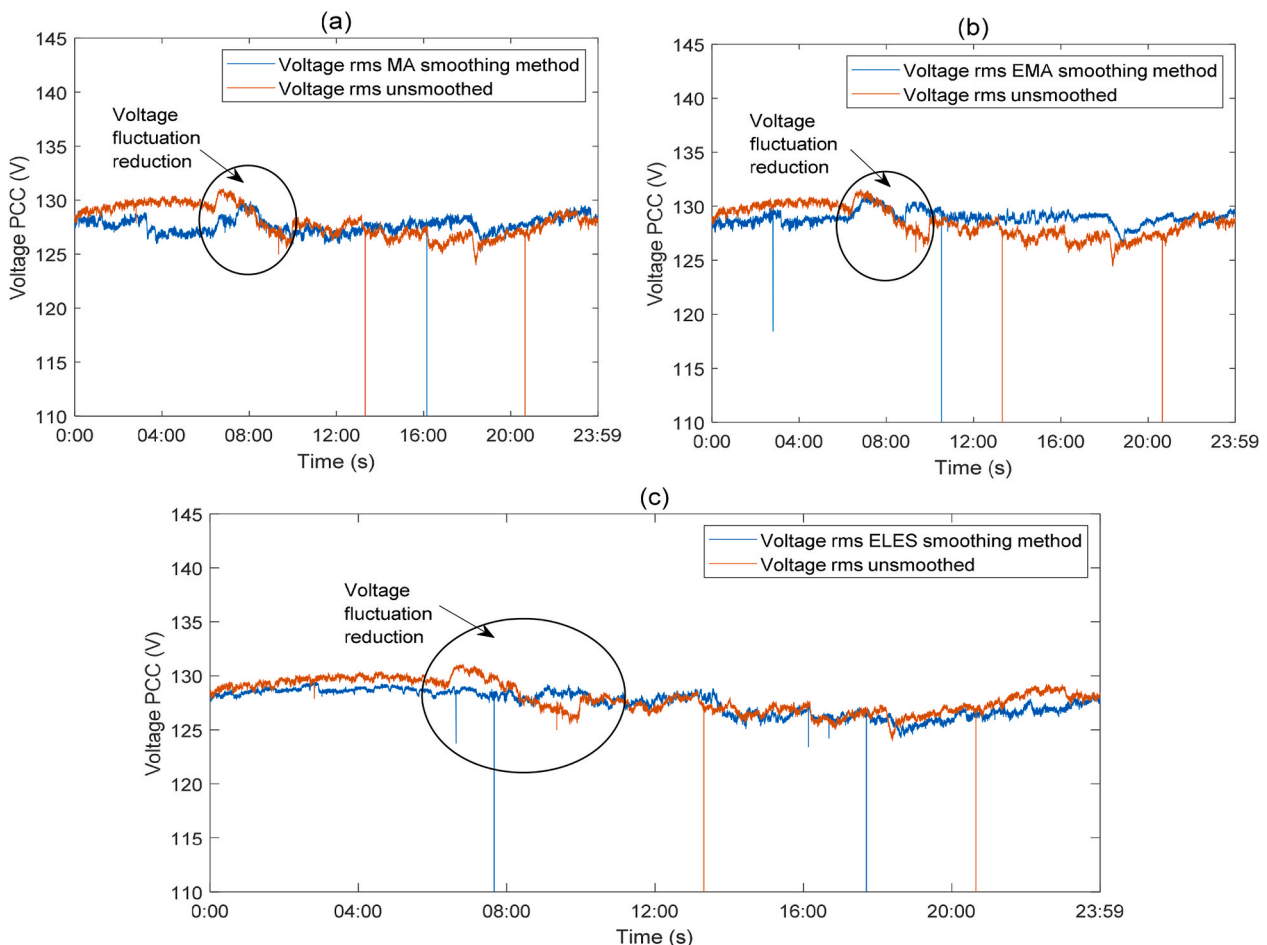 (a)
145
140
135
130
125
120
115
110
Voltage PCC (V)
Voltage rms MA smoothing method
Voltage rms unsmoothed
Voltage
fluctuation
reduction
0:00 04:00 08:00 12:00 16:00 20:00 23:59
Time (s)
(b)
145
140
135
130
125
120
115
110
Voltage PCC (V)
Voltage rms EMA smoothing method
Voltage rms unsmoothed
Voltage
fluctuation
reduction
0:00 04:00 08:00 12:00 16:00 20:00 23:59
Time (s)
(c)
145
140
135
130
125
120
115
110
Voltage PCC (V)
Voltage rms ELES smoothing method
Voltage rms unsmoothed
Voltage
fluctuation
reduction
0:00 04:00 08:00 12:00 16:00 20:00 23:59
Time (s)